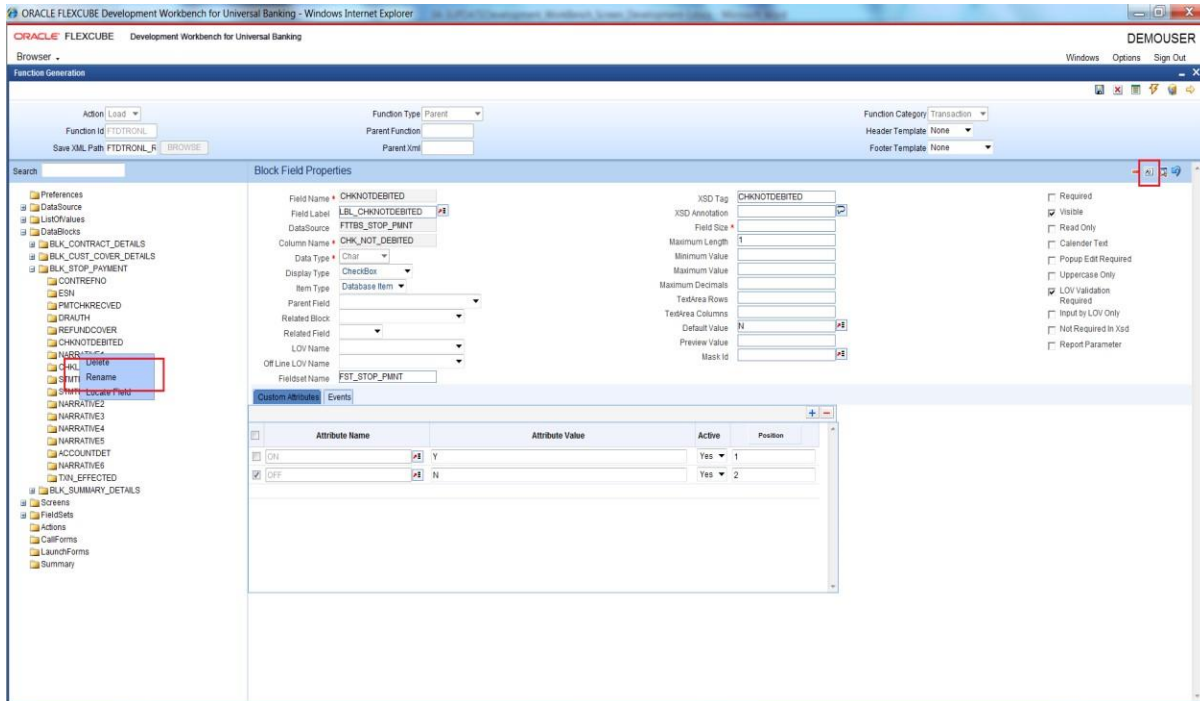 ORACLE FLEXCUBE Development Workbench for Universal Banking - Windows Internet Explorer
ORACLE FLEXCUBE Development Workbench for Universal Banking
DEMOUSER
Browser
Windows Options Sign Out
Function Generation
Action Load
Function Type Parent
Function Category Transaction
Function Id FTDTRONL
Parent Function
Header Template None
Save XML Path FTDTRONL_R BROWSE
Parent Xml
Footer Template None
Search
Block Field Properties
Preferences
DataSource
ListOfValues
DataBlocks
BLK_CONTRACT_DETAILS
BLK_CUST_COVER_DETAILS
BLK_STOP_PAYMENT
CONTREFNO
ESN
PMTCHKRECVED
DRAUTH
REFUNDCOVER
CHKNOTDEBITED
Delete
Rename
Locate Field
NARRATIVE2
NARRATIVE3
NARRATIVE4
NARRATIVE5
ACCOUNTDET
NARRATIVE6
TXN_EFFECTED
BLK_SUMMARY_DETAILS
Screens
FieldSets
Actions
CallForms
LaunchForms
Summary
Field Name * CHKNOTDEBITED
Field Label LBL_CHKNOTDEBITED
DataSource FTTBS_STOP_PMNT
Column Name * CHK_NOT_DEBITED
Data Type * Char
Display Type CheckBox
Item Type Database Item
Parent Field
Related Block
Related Field
LOV Name
Off Line LOV Name
Fieldset Name FST_STOP_PMNT
XSD Tag CHKNOTDEBITED
XSD Annotation
Field Size *
Maximum Length 1
Minimum Value
Maximum Value
Maximum Decimals
TextArea Rows
TextArea Columns
Default Value N
Preview Value
Mask Id
Required
Visible
Read Only
Calender Text
Popup Edit Required
Uppercase Only
LOV Validation
Required
Input by LOV Only
Not Required In Xsd
Report Parameter
Custom Attributes Events
Attribute Name Attribute Value Active Position
ON Y Yes 1
OFF N Yes 2